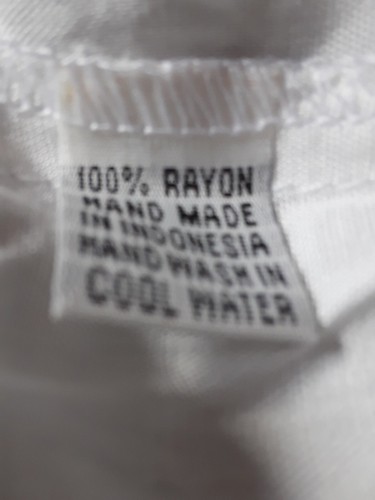 100% RAYON
HAND MADE
IN INDONESIA
HAND WASH IN
COOL WATER